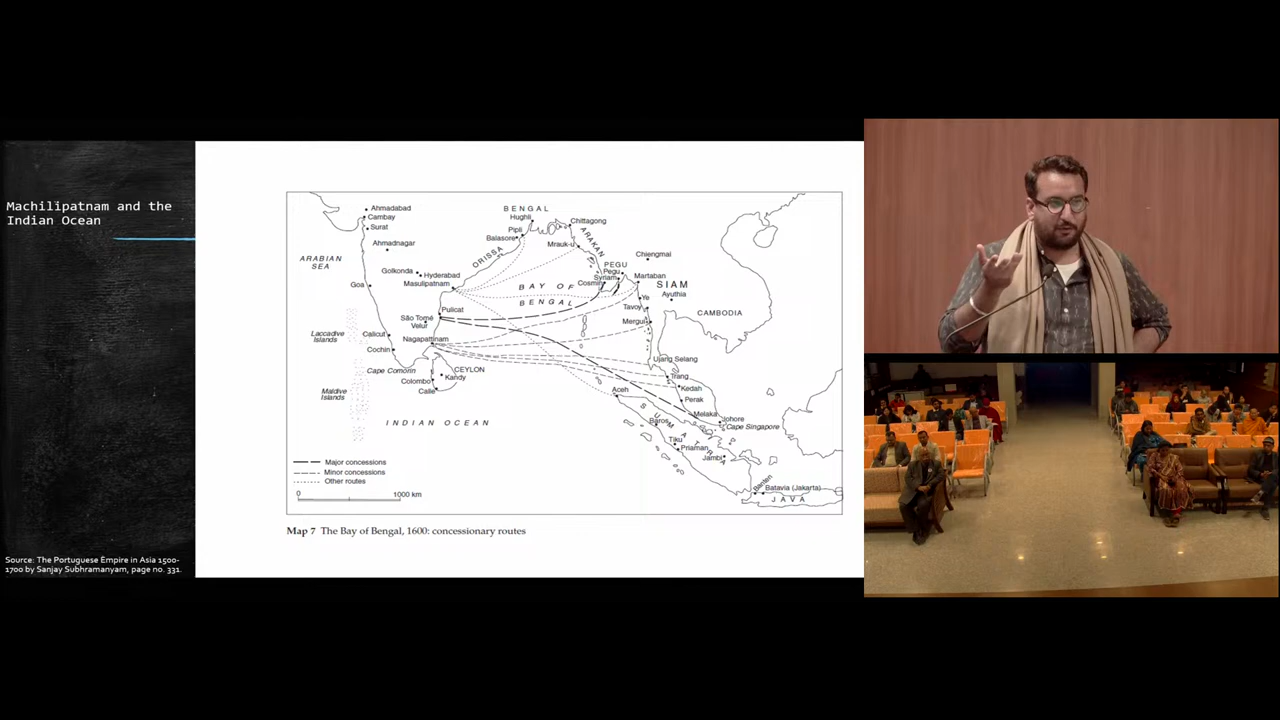 Machilipatnam and the
Indian Ocean
Source: The Portuguese Empire in Asia 1500-
1700 by Sanjay Subhramanyam, page no. 331.
BENGAL
Ahmadabad
Cambay
Surat
Hughli
Chittagong
Pipli
Balasore
Ahmadnagar
Mrauk-u
ARAKAN
ORISSA
Chiengmai
ARABIAN
SEA
PEGU
Golkonda
Hyderabad
Pegu
Syriam
Martaban
Goa
Masulipatnam
Cosmin
SIAM
BAY OF
BENGAL
Ye
Ayuthia
Tavoy
Pulicat
São Tomé
Velur
CAMBODIA
Mergui
Laccadive
Islands
Calicut
Nagapattinam
Cochin
Ujang Selang
Cape Comorin
CEYLON
Kandy
Colombo
Galle
Trang
Kedah
Maldive
Islands
Aceh
Perak
Melaka
Johore
Cape Singapore
INDIAN OCEAN
SUMATRA
Baros
Tiku
Priaman
Jambi
Major concessions
Minor concessions
Other routes
0 1000 km
Banten
Batavia (Jakarta)
JAVA
Map 7 The Bay of Bengal, 1600: concessionary routes